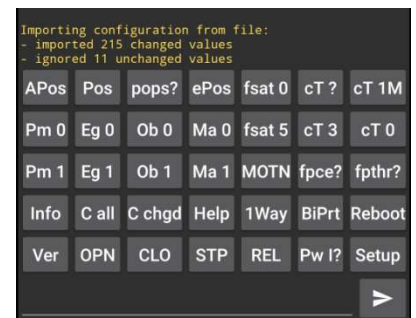 Importing configuration from file:
- imported 215 changed values
- ignored 11 unchanged values
APos Pos pops? ePos fsat 0 cT ? cT 1M
Pm 0 Eg 0 Ob 0 Ma 0 fsat 5 cT 3 cT 0
Pm 1 Eg 1 Ob 1 Ma 1 MOTN fpce? fpthr?
Info C all C chgd Help 1Way BiPrt Reboot
Ver OPN CLO STP REL Pw I? Setup